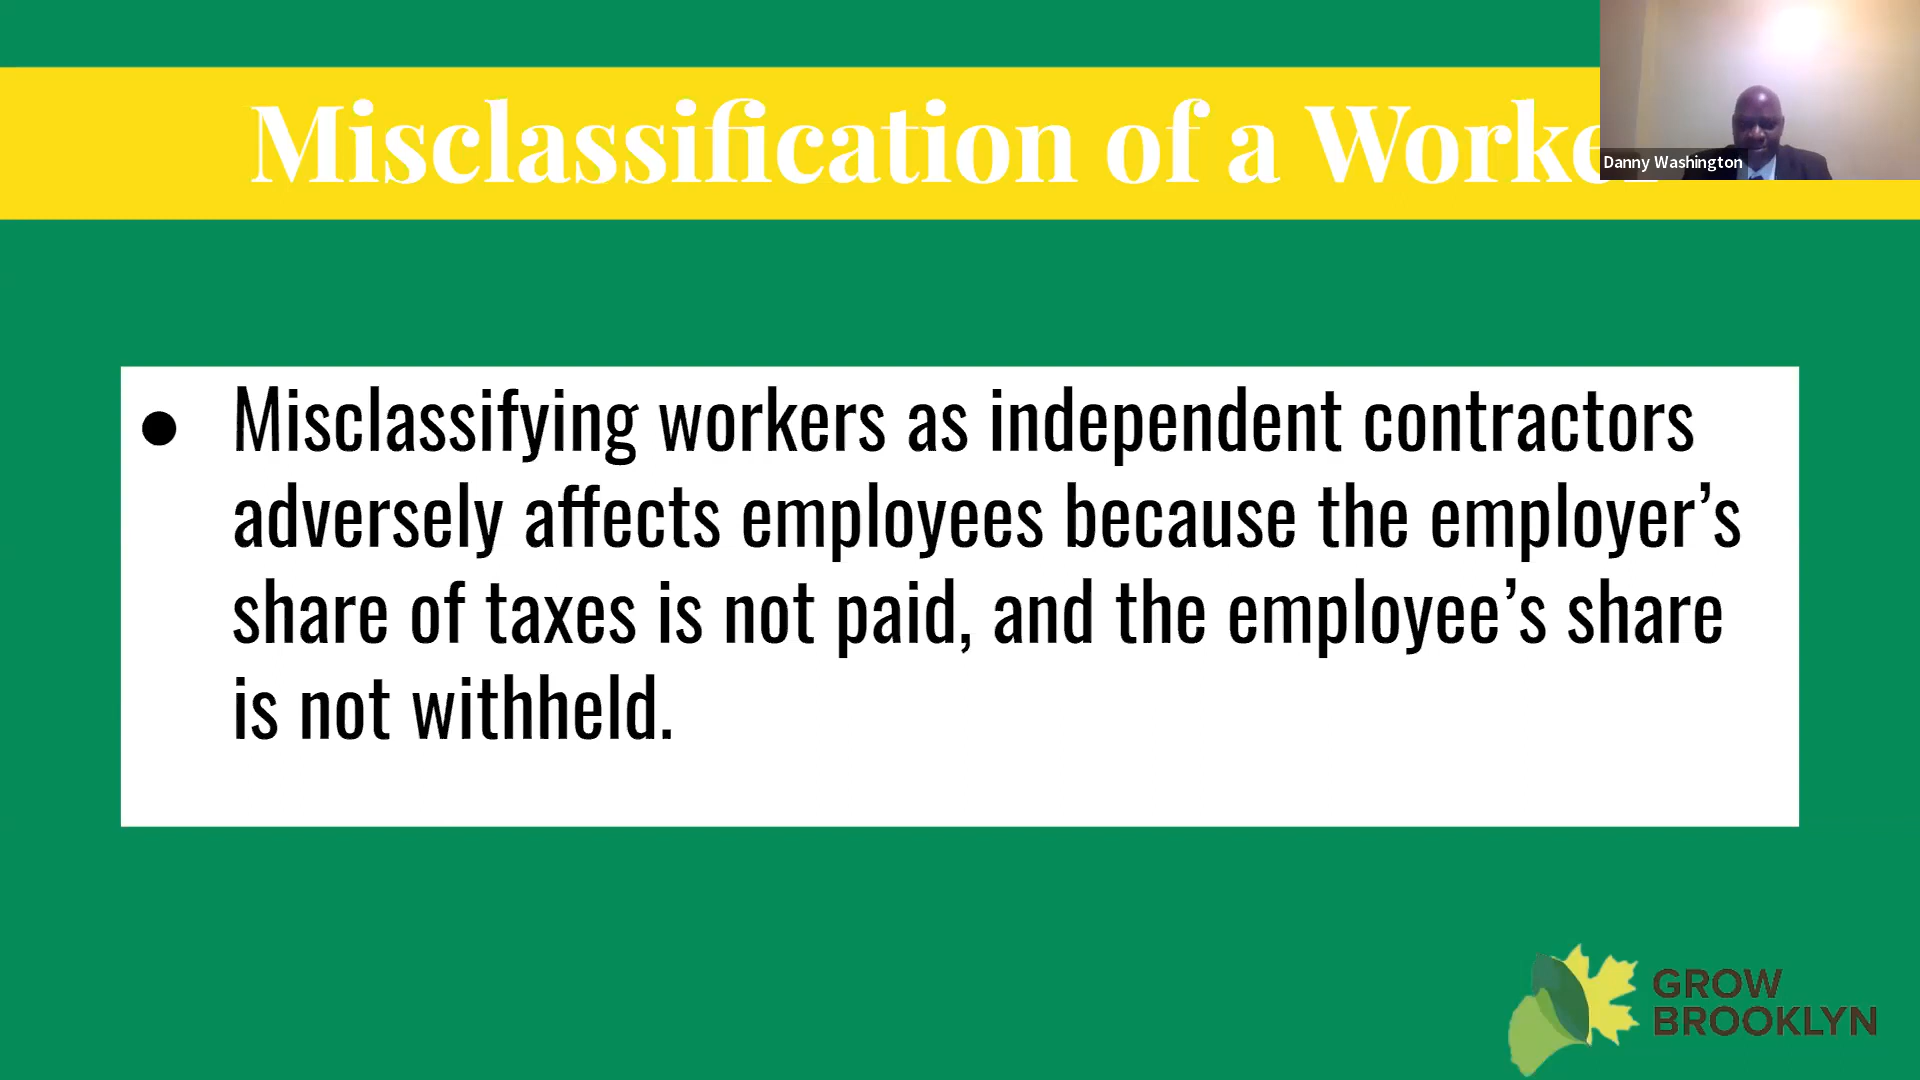 Misclassification of a Worke
Danny Washington
● Misclassifying workers as independent contractors
adversely affects employees because the employer’s
share of taxes is not paid, and the employee’s share
is not withheld.
GROW
BROOKLYN